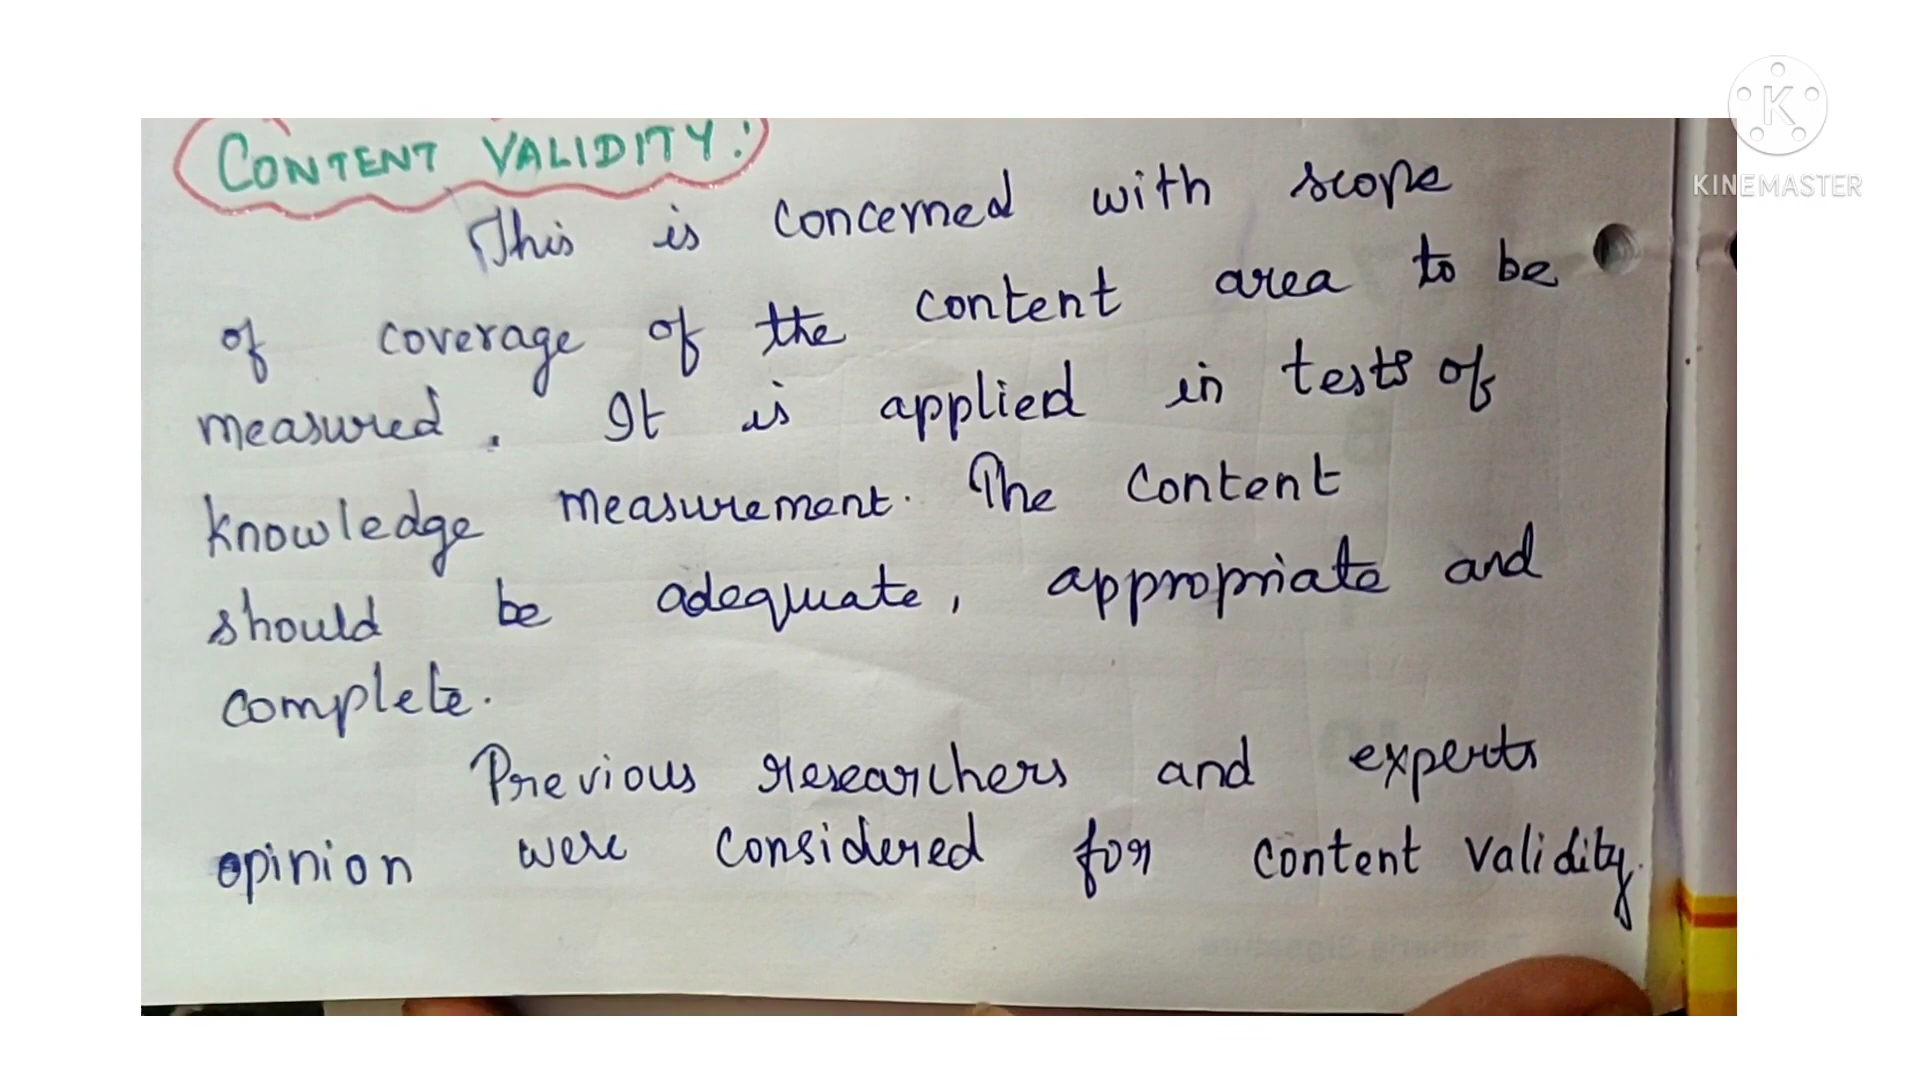 CONTENT VALIDITY:
This is concerned with scope
of coverage of the content area to be
measured. It is applied in tests of
knowledge measurement. The content
should be adequate, appropriate and
complete.
Previous researchers and experts
opinion were considered for content validity.
K
KINEMASTER